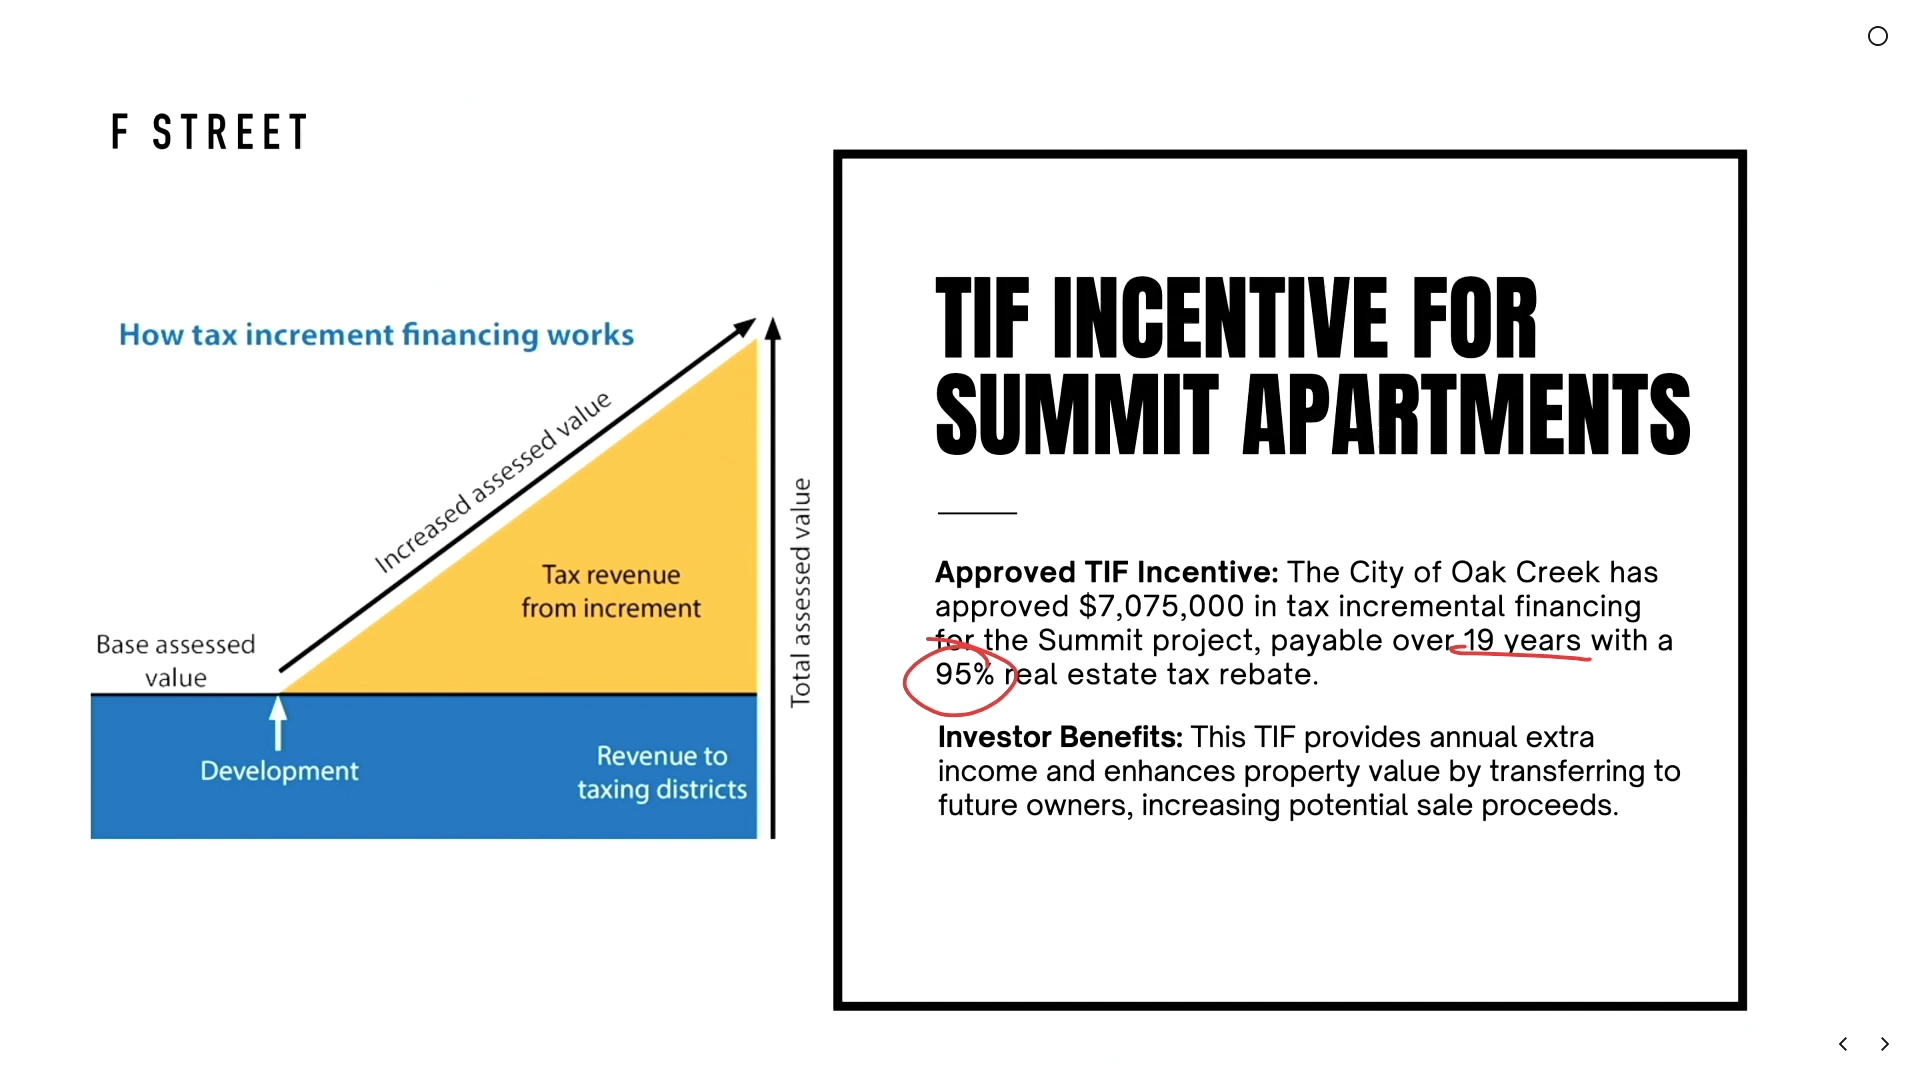 F STREET
How tax increment financing works
Increased assessed value
Total assessed value
Tax revenue
from increment
Base assessed
value
Development
Revenue to
taxing districts
TIF INCENTIVE FOR
SUMMIT APARTMENTS
Approved TIF Incentive: The City of Oak Creek has
approved $7,075,000 in tax incremental financing
for the Summit project, payable over 19 years with a
95% real estate tax rebate.
Investor Benefits: This TIF provides annual extra
income and enhances property value by transferring to
future owners, increasing potential sale proceeds.